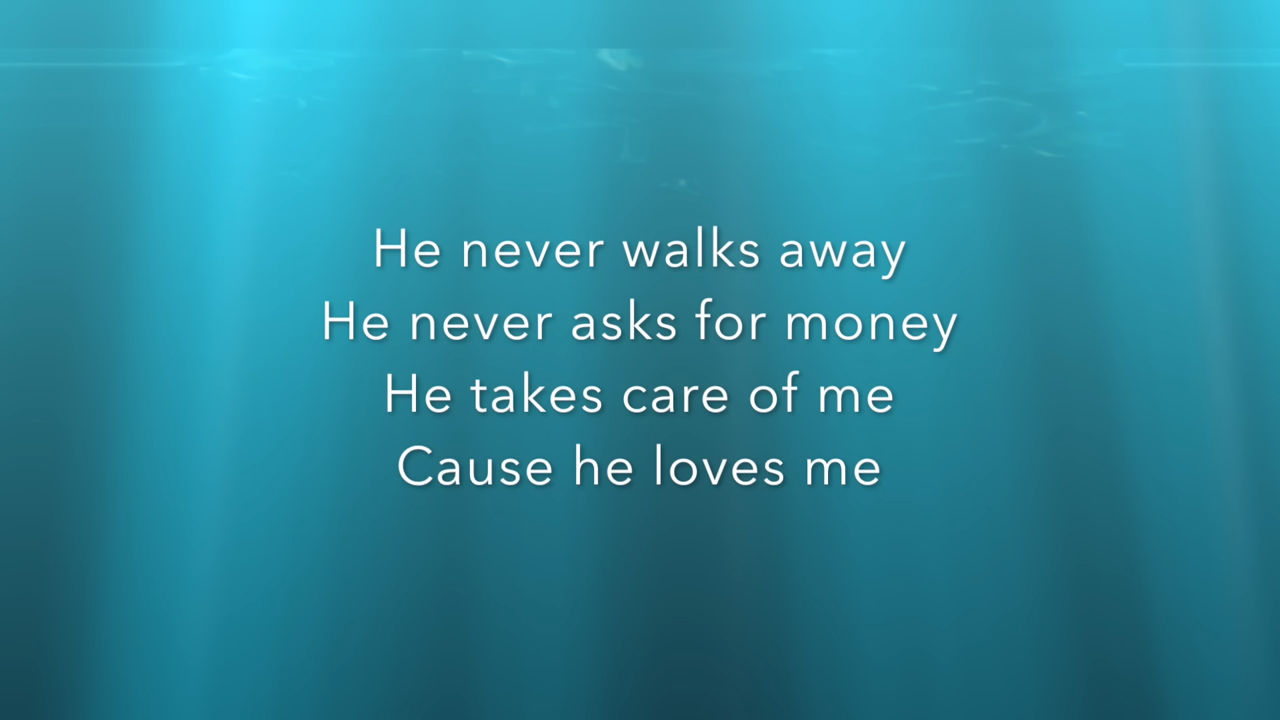 He never walks away
He never asks for money
He takes care of me
Cause he loves me